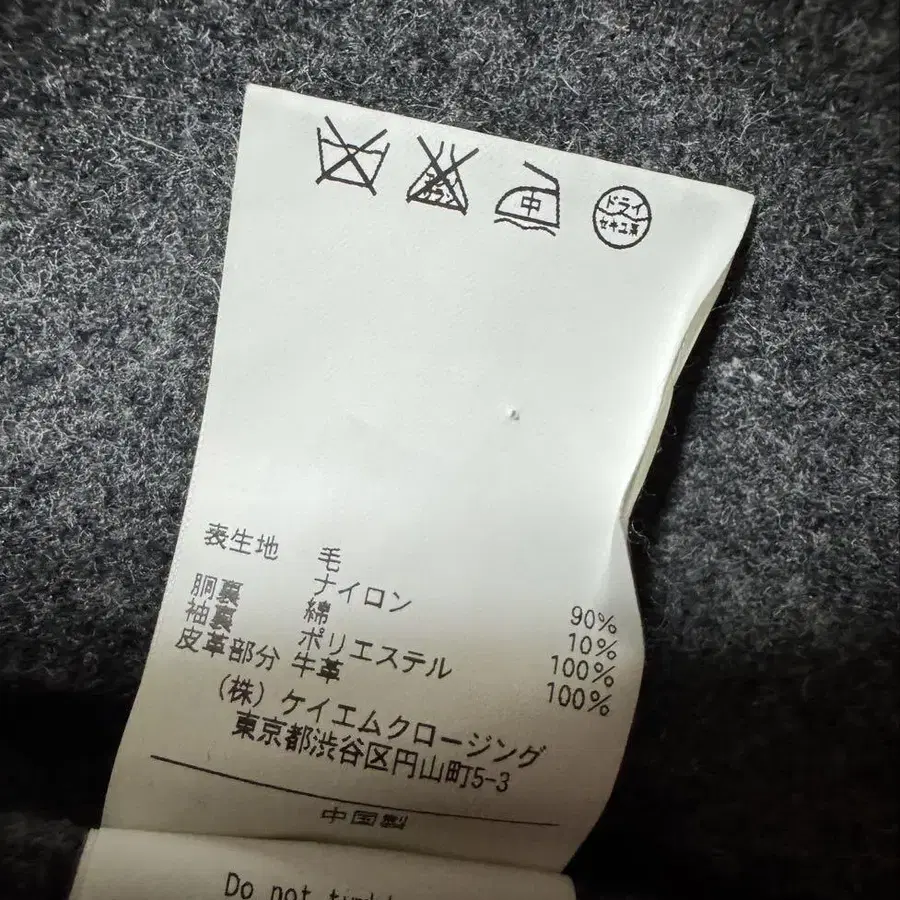 中 ドライ セキユ系
表生地 毛 90%
ナイロン 10%
胴裏 綿 100%
袖裏 ポリエステル 100%
皮革部分 牛革
(株)ケイエムクロージング
東京都渋谷区円山町5-3
中国製
Do not